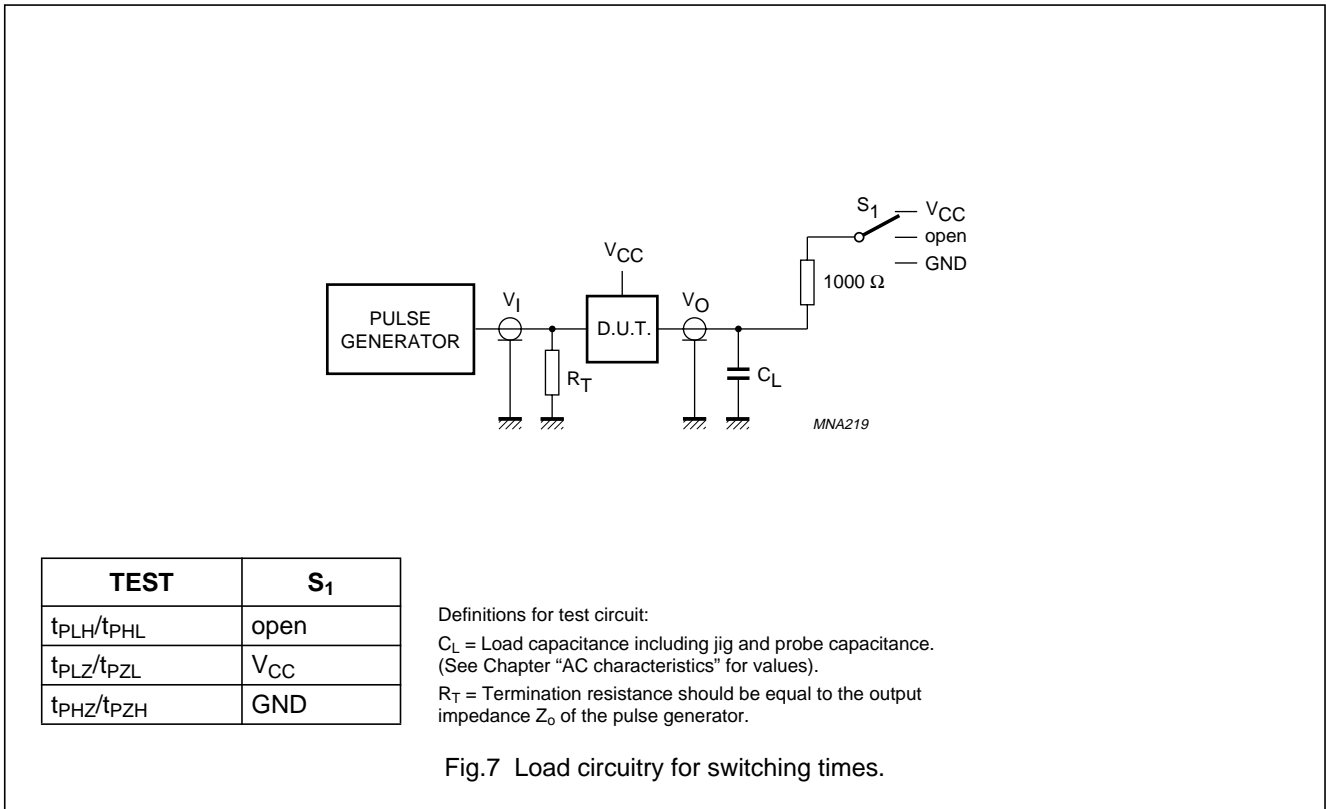 S1
VCC
open
GND
1000 Ω
VCC
PULSE
GENERATOR
VI
D.U.T.
VO
RT
CL
MNA219
TEST S1
tPLH/tPHL open
tPLZ/tPZL VCC
tPHZ/tPZH GND
Definitions for test circuit:
CL = Load capacitance including jig and probe capacitance.
(See Chapter “AC characteristics” for values).
RT = Termination resistance should be equal to the output
impedance Zo of the pulse generator.
Fig.7 Load circuitry for switching times.